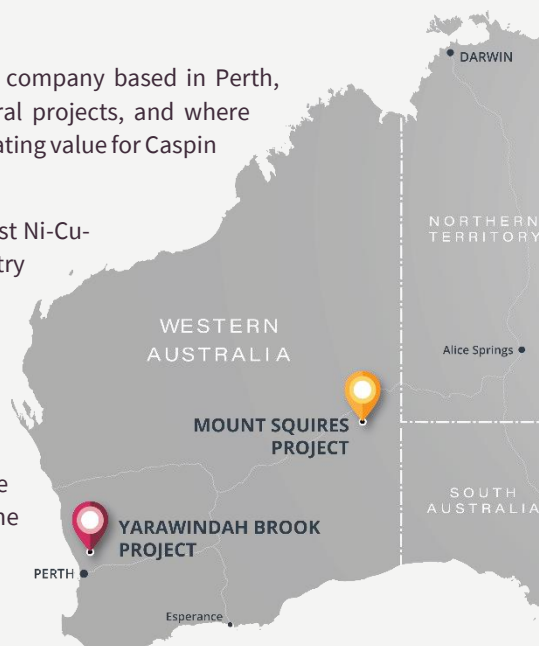 company based in Perth,
ral projects, and where
ating value for Caspin
st Ni-Cu-
try
e
ne
DARWIN
NORTHERN
TERRITORY
WESTERN
AUSTRALIA
Alice Springs
MOUNT SQUIRES
PROJECT
SOUTH
AUSTRALIA
YARAWINDAH BROOK
PROJECT
PERTH
Esperance